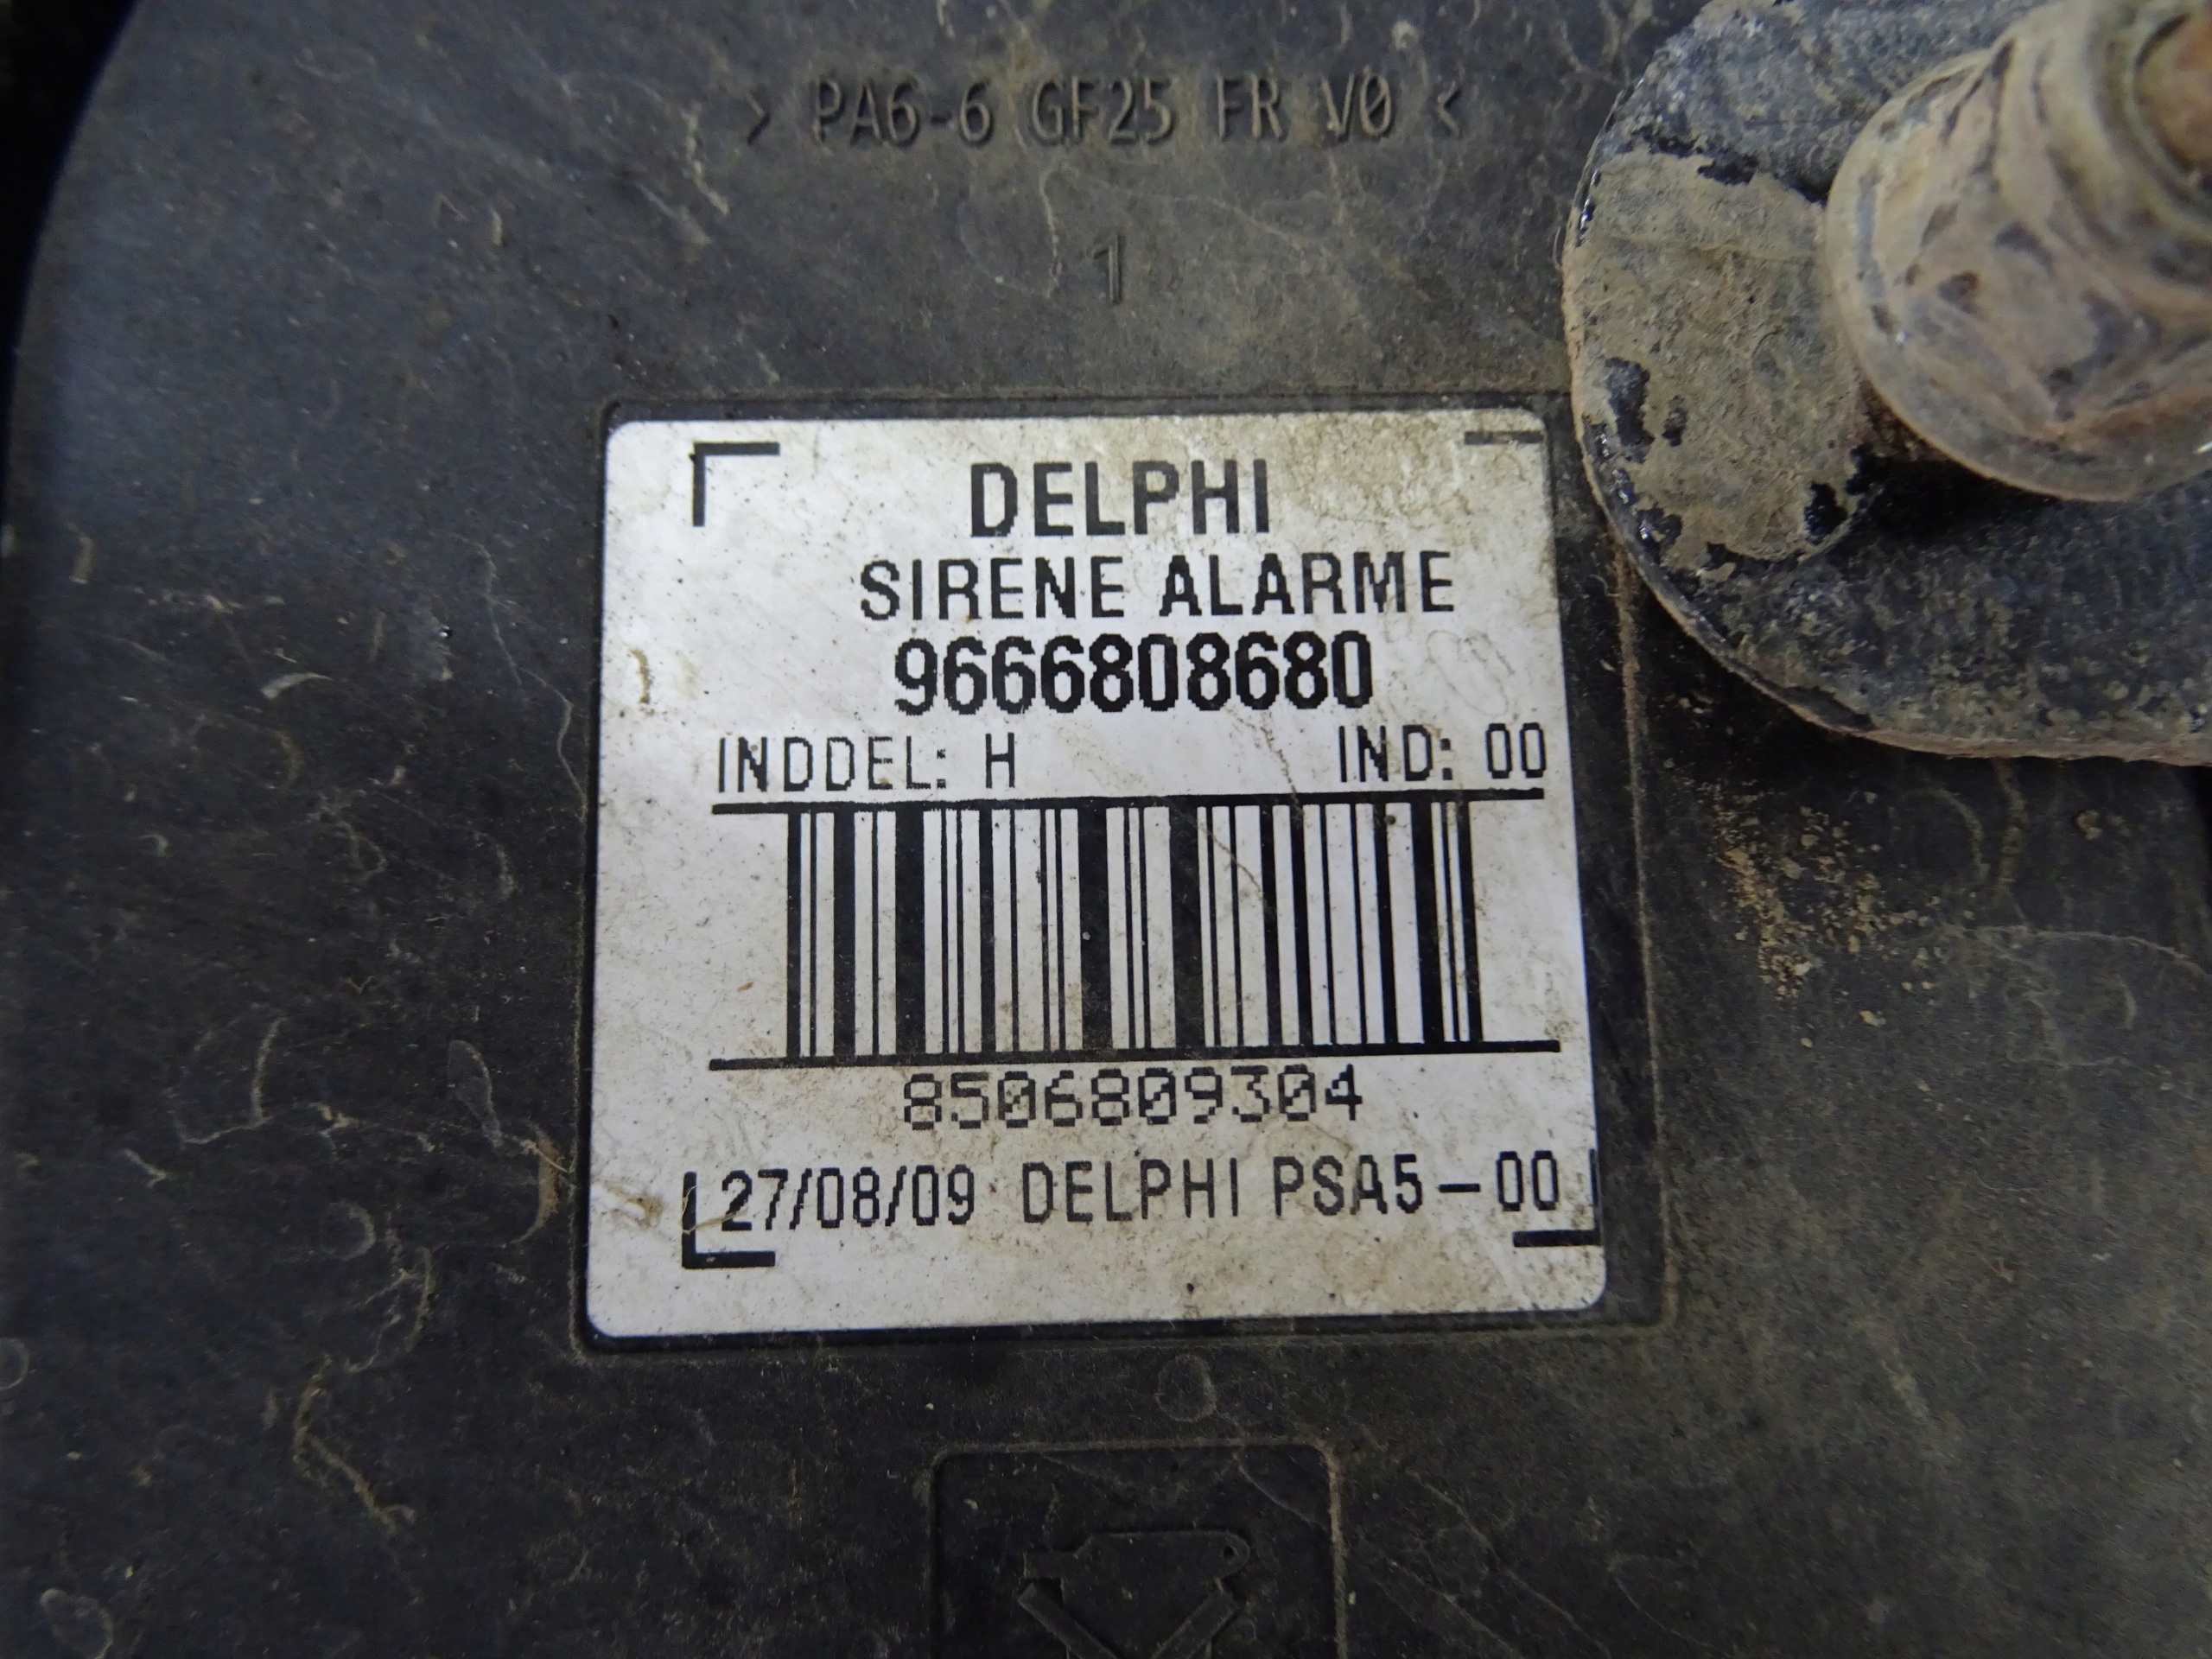 > PA6-6 GF25 FR V0 <
1
DELPHI
SIRENE ALARME
9666808680
INDDEL: H IND: 00
8506809304
27/08/09 DELPHI PSA5-00